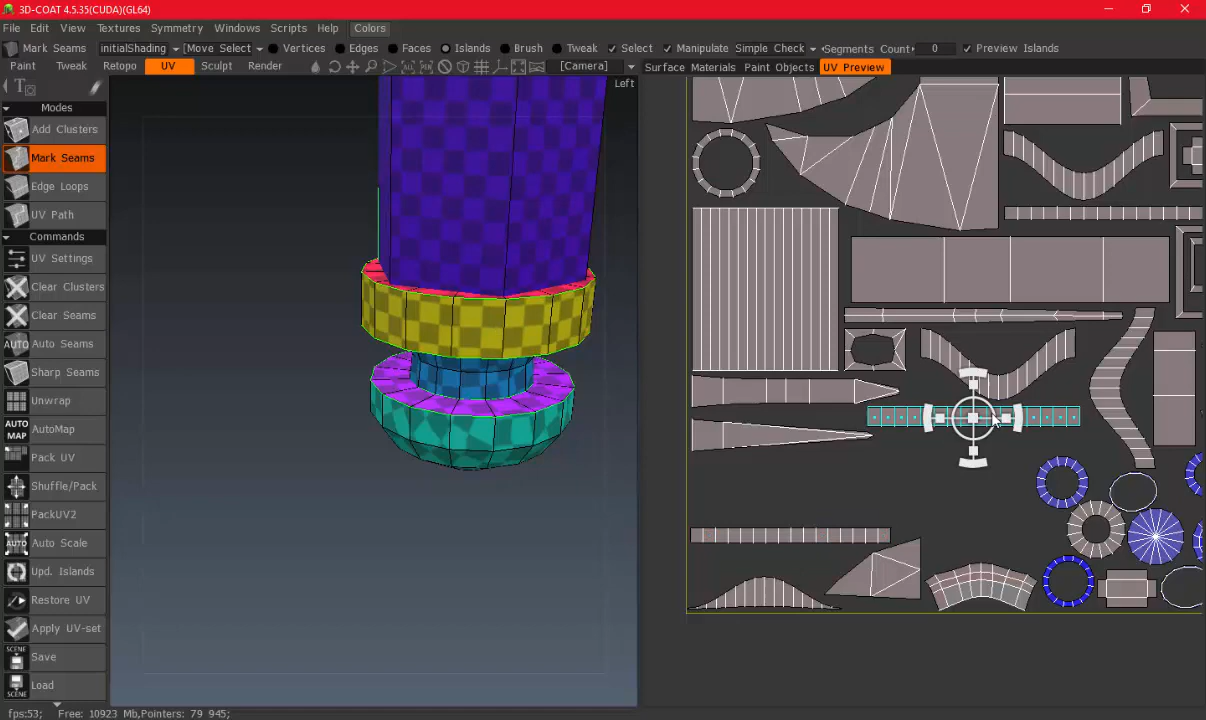 3D-COAT 4.5.35(CUDA)(GL64)
File Edit View Textures Symmetry Windows Scripts Help Colors
Mark Seams initialShading [Move Select Vertices Edges Faces Islands Brush Tweak Select Manipulate Simple Check Segments Count: 0 Preview Islands
Paint Tweak Retopo UV Sculpt Render [Camera] Surface Materials Paint Objects UV Preview
Left
Modes
Add Clusters
Mark Seams
Edge Loops
UV Path
Commands
UV Settings
Clear Clusters
Clear Seams
AUTO Auto Seams
Sharp Seams
Unwrap
AUTO MAP AutoMap
Pack UV
Shuffle/Pack
PackUV2
AUTO Auto Scale
Upd. Islands
Restore UV
Apply UV-set
SCENE Save
Load
SCENE
fps:53; Free: 10923 Mb,Pointers: 79 945;